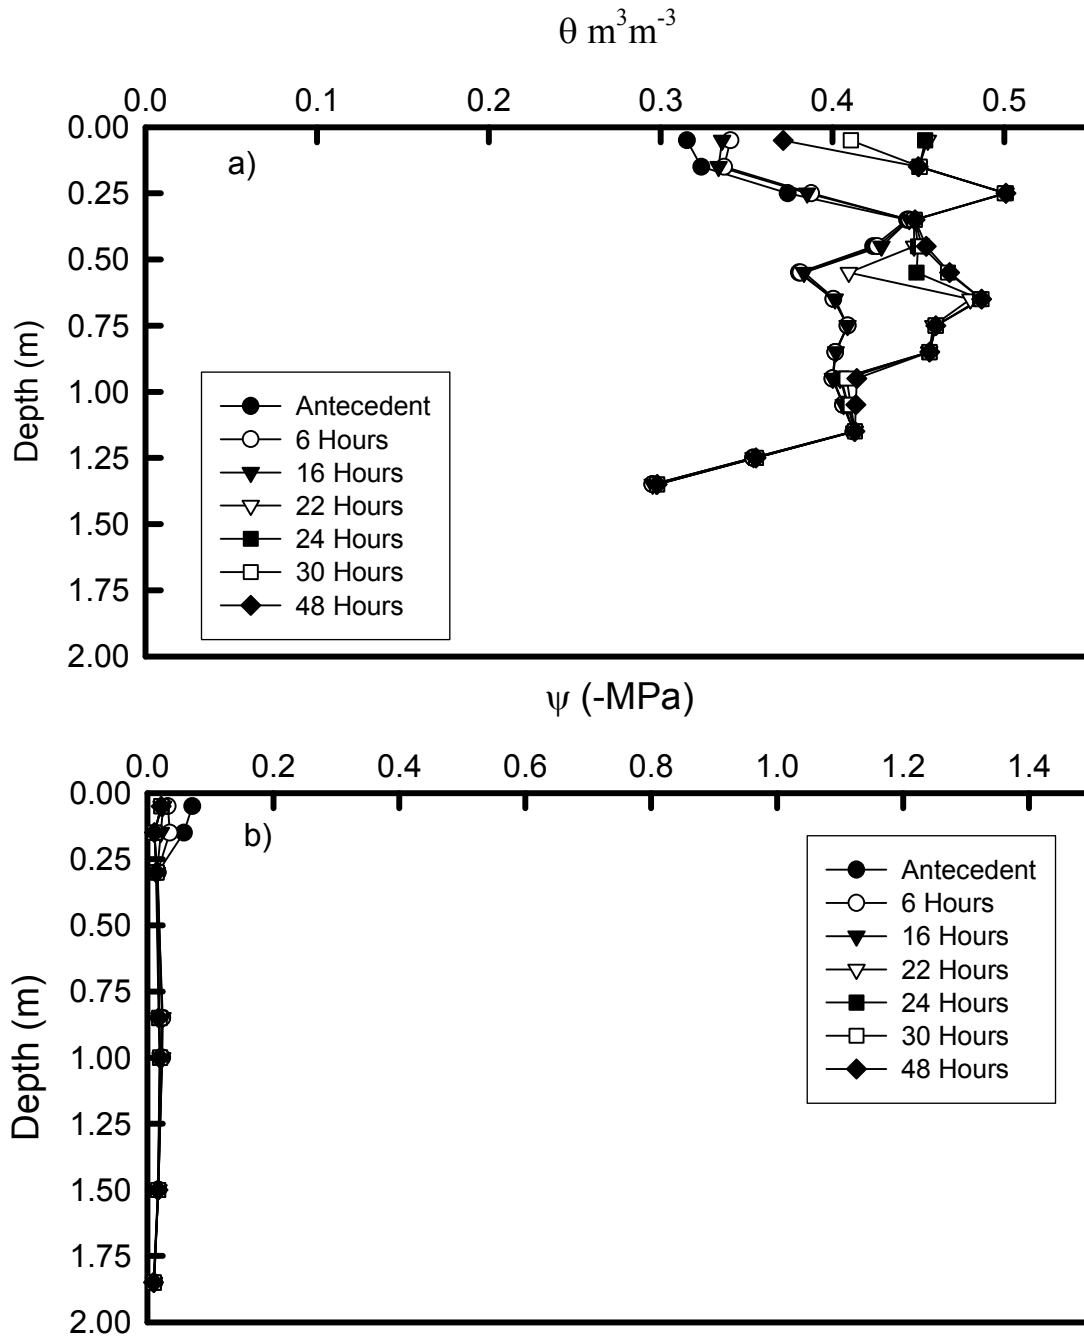 θ m³m⁻³
0.0 0.1 0.2 0.3 0.4 0.5
0.00
a)
0.25
0.50
0.75
1.00
1.25
1.50
1.75
2.00
Depth (m)
Antecedent
6 Hours
16 Hours
22 Hours
24 Hours
30 Hours
48 Hours
ψ (-MPa)
0.0 0.2 0.4 0.6 0.8 1.0 1.2 1.4
0.00
b)
0.25
0.50
0.75
1.00
1.25
1.50
1.75
2.00
Depth (m)
Antecedent
6 Hours
16 Hours
22 Hours
24 Hours
30 Hours
48 Hours